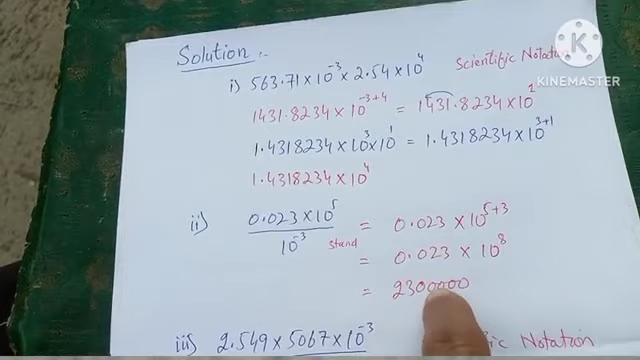 Solution :-
i) 563.71 × 10⁻³ × 2.54 × 10⁴ Scientific Notation
KINEMASTER
1431.8234 × 10⁻³⁺⁴ = 1431.8234 × 10¹
1.4318234 × 10³ × 10¹ = 1.4318234 × 10³⁺¹
1.4318234 × 10⁴
ii) 0.023 × 10⁵ / 10⁻³ = 0.023 × 10⁵⁺³
Stand = 0.023 × 10⁸
= 2300000
iii) 2.549 × 5067 × 10⁻³ Notation